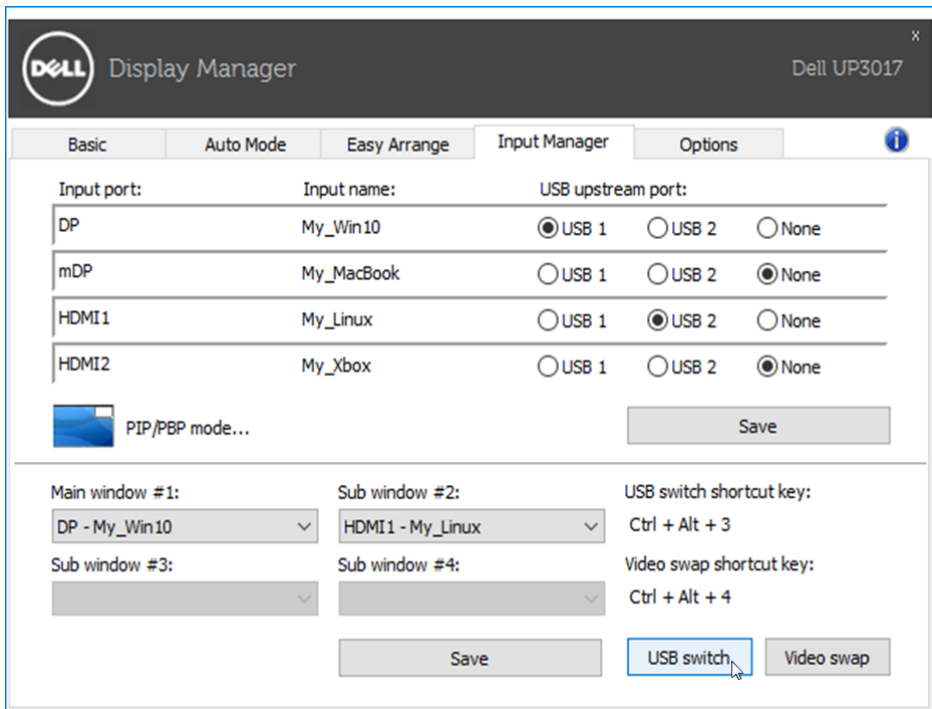 x
DELL Display Manager Dell UP3017
Basic Auto Mode Easy Arrange Input Manager Options i
Input port: Input name: USB upstream port:
DP My_Win10 USB 1 USB 2 None
mDP My_MacBook USB 1 USB 2 None
HDMI1 My_Linux USB 1 USB 2 None
HDMI2 My_Xbox USB 1 USB 2 None
PIP/PBP mode... Save
Main window #1: Sub window #2: USB switch shortcut key:
DP - My_Win10 HDMI1 - My_Linux Ctrl + Alt + 3
Sub window #3: Sub window #4: Video swap shortcut key:
Ctrl + Alt + 4
Save USB switch Video swap